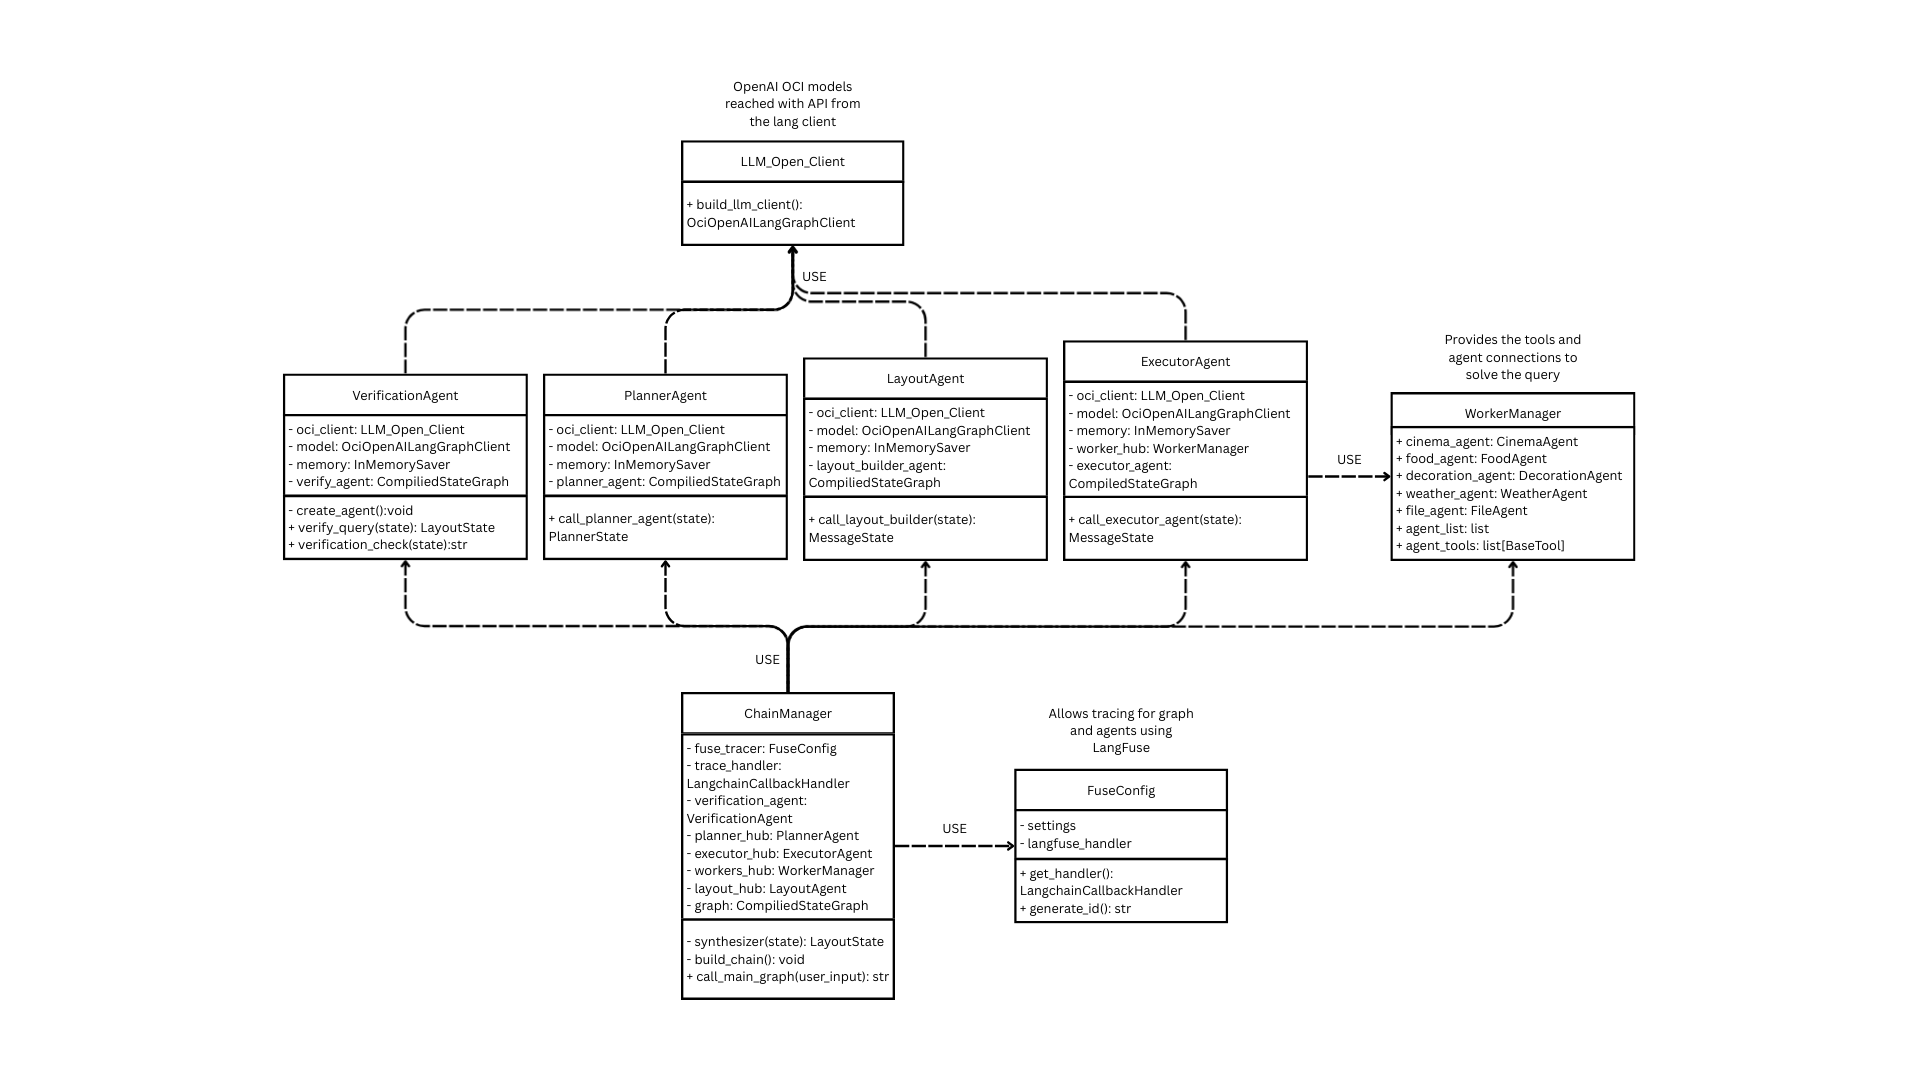 OpenAI OCI models
reached with API from
the lang client
LLM_Open_Client
+ build_llm_client():
OciOpenAILangGraphClient
USE
VerificationAgent
- oci_client: LLM_Open_Client
- model: OciOpenAILangGraphClient
- memory: InMemorySaver
- verify_agent: CompiliedStateGraph
- create_agent():void
+ verify_query(state): LayoutState
+ verification_check(state):str
PlannerAgent
- oci_client: LLM_Open_Client
- model: OciOpenAILangGraphClient
- memory: InMemorySaver
- planner_agent: CompiliedStateGraph
+ call_planner_agent(state):
PlannerState
LayoutAgent
- oci_client: LLM_Open_Client
- model: OciOpenAILangGraphClient
- memory: InMemorySaver
- layout_builder_agent:
CompiliedStateGraph
+ call_layout_builder(state):
MessageState
ExecutorAgent
- oci_client: LLM_Open_Client
- model: OciOpenAILangGraphClient
- memory: InMemorySaver
- worker_hub: WorkerManager
- executor_agent:
CompiledStateGraph
+ call_executor_agent(state):
MessageState
USE
Provides the tools and
agent connections to
solve the query
WorkerManager
+ cinema_agent: CinemaAgent
+ food_agent: FoodAgent
+ decoration_agent: DecorationAgent
+ weather_agent: WeatherAgent
+ file_agent: FileAgent
+ agent_list: list
+ agent_tools: list[BaseTool]
USE
ChainManager
- fuse_tracer: FuseConfig
- trace_handler:
LangchainCallbackHandler
- verification_agent:
VerificationAgent
- planner_hub: PlannerAgent
- executor_hub: ExecutorAgent
- workers_hub: WorkerManager
- layout_hub: LayoutAgent
- graph: CompiliedStateGraph
- synthesizer(state): LayoutState
- build_chain(): void
+ call_main_graph(user_input): str
USE
Allows tracing for graph
and agents using
LangFuse
FuseConfig
- settings
- langfuse_handler
+ get_handler():
LangchainCallbackHandler
+ generate_id(): str